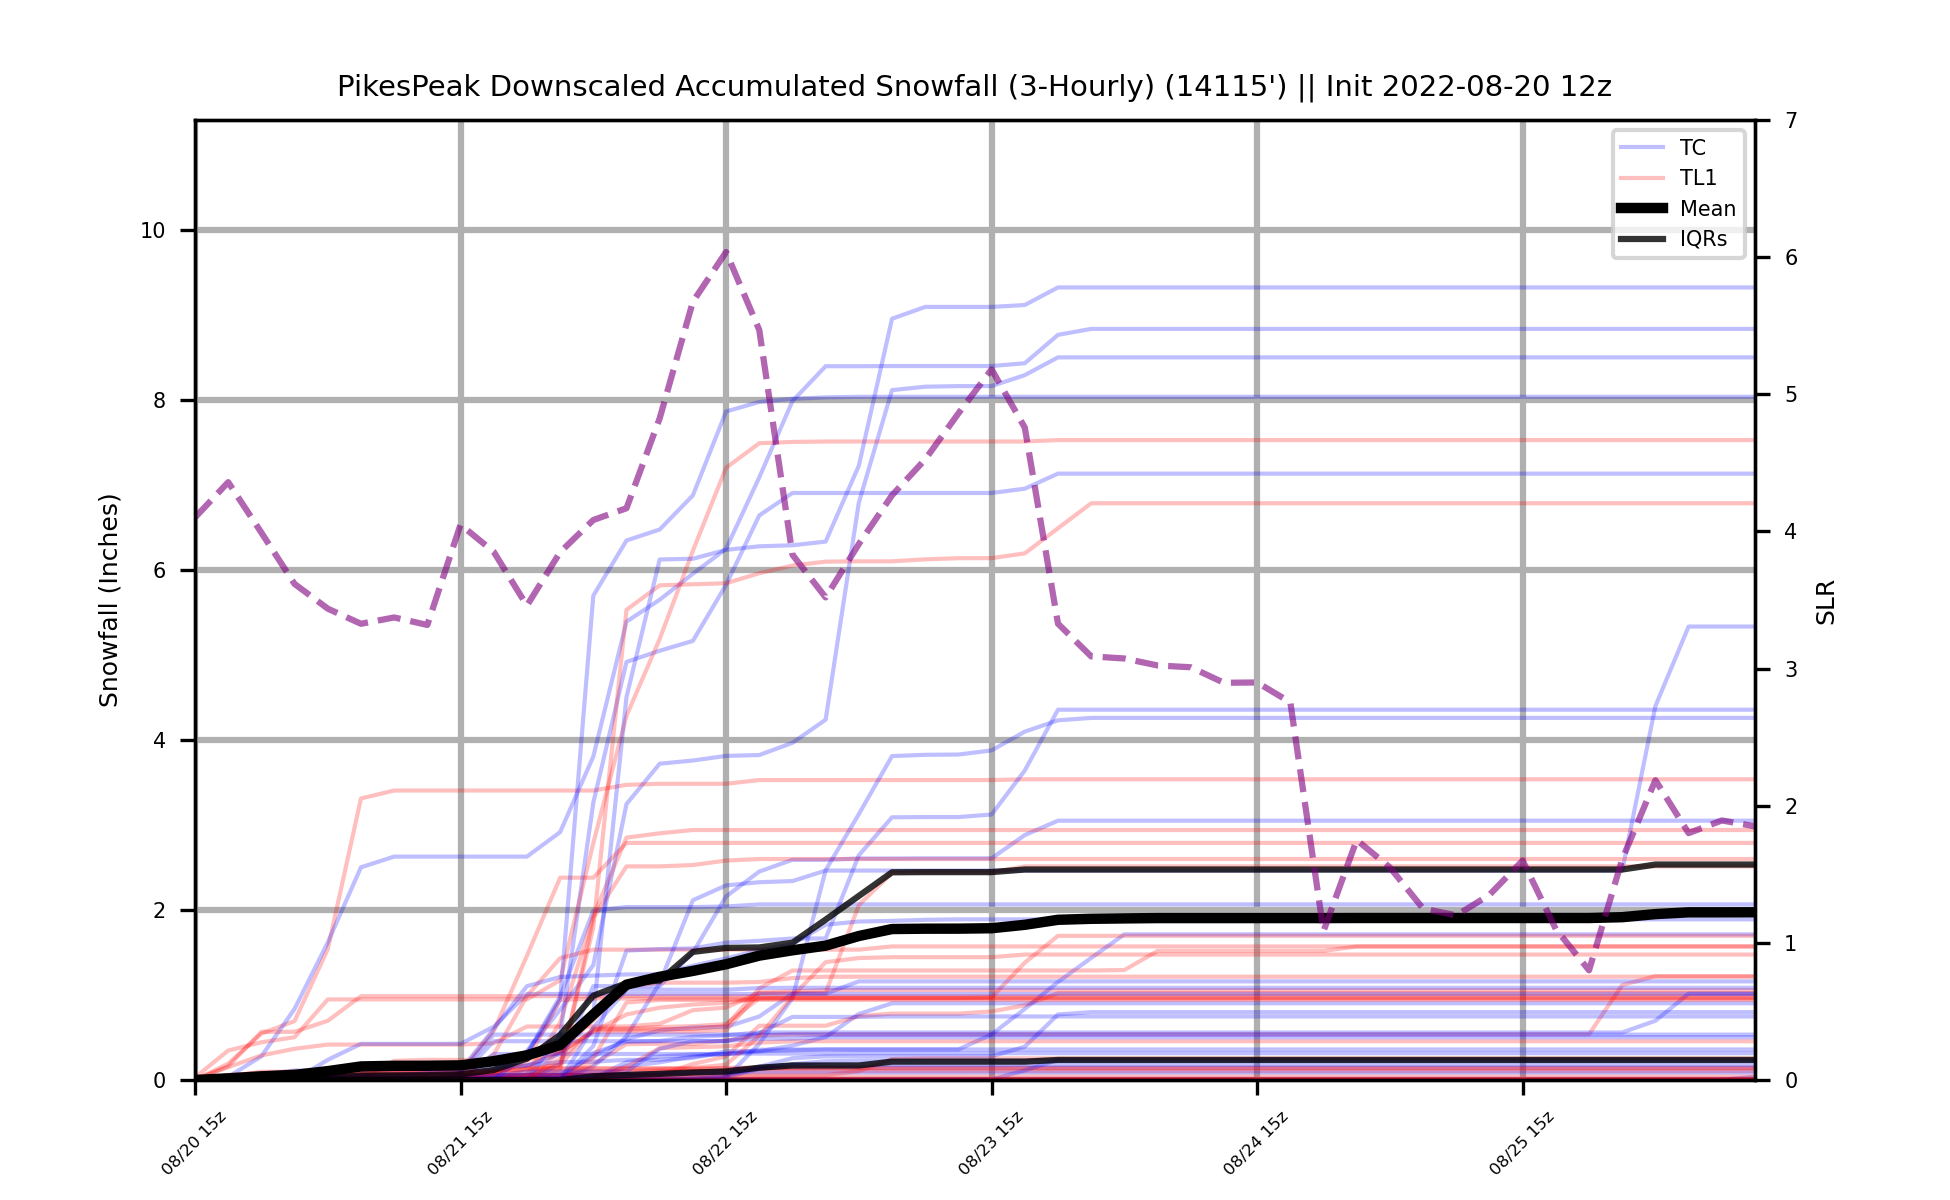 PikesPeak Downscaled Accumulated Snowfall (3-Hourly) (14115') || Init 2022-08-20 12z
TC
TL1
Mean
IQRs
Snowfall (Inches)
10
8
6
4
2
0
7
6
5
4
3
2
1
0
SLR
08/20 15z
08/21 15z
08/22 15z
08/23 15z
08/24 15z
08/25 15z